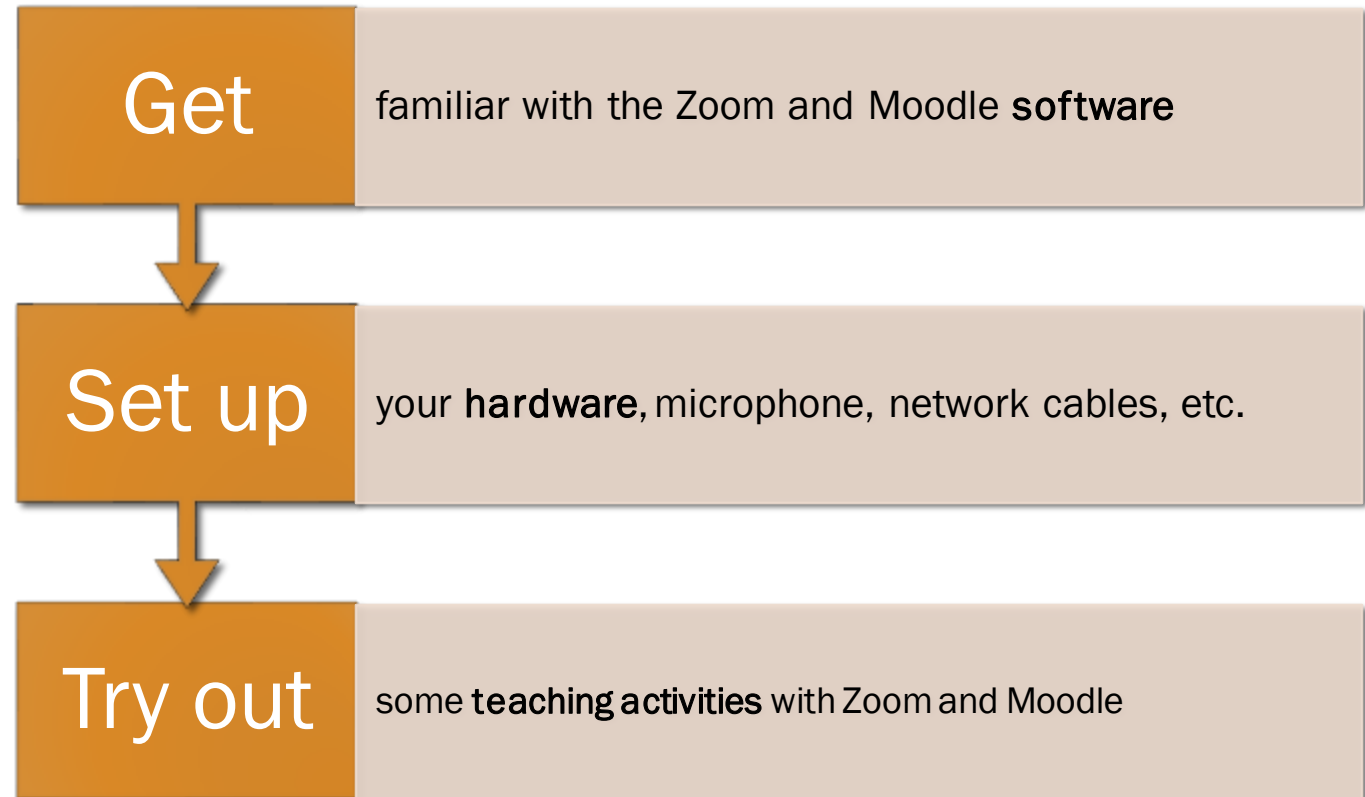 Get
familiar with the Zoom and Moodle software
Set up
your hardware, microphone, network cables, etc.
Try out
some teaching activities with Zoom and Moodle